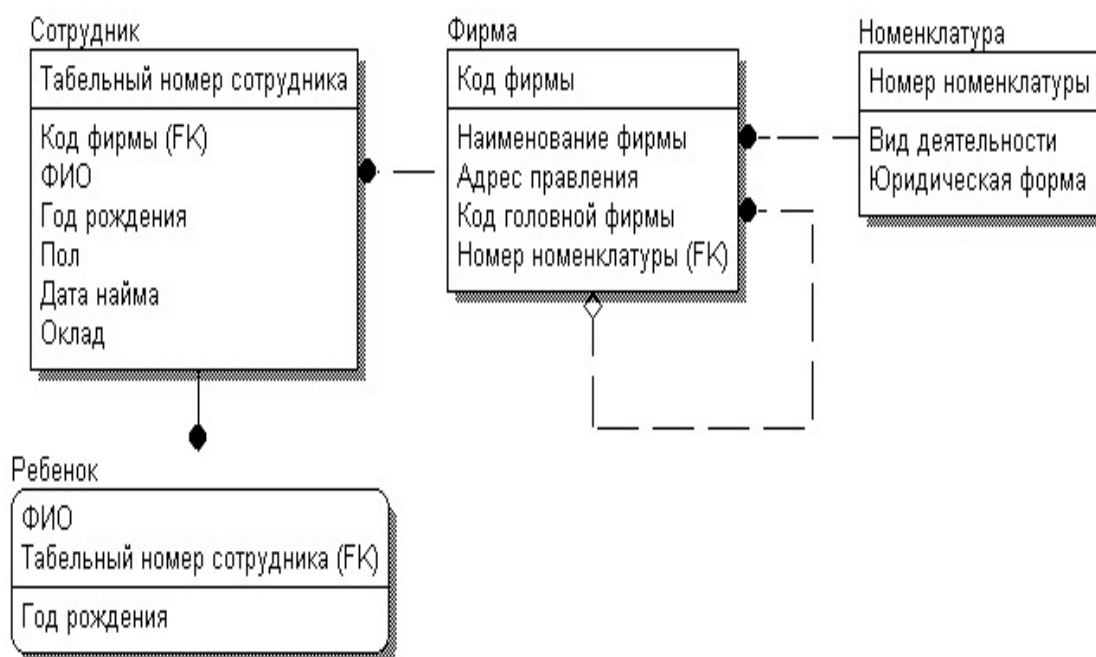 Сотрудник
Табельный номер сотрудника
Код фирмы (FK)
ФИО
Год рождения
Пол
Дата найма
Оклад
Фирма
Код фирмы
Наименование фирмы
Адрес правления
Код головной фирмы
Номер номенклатуры (FK)
Номенклатура
Номер номенклатуры
Вид деятельности
Юридическая форма
Ребенок
ФИО
Табельный номер сотрудника (FK)
Год рождения